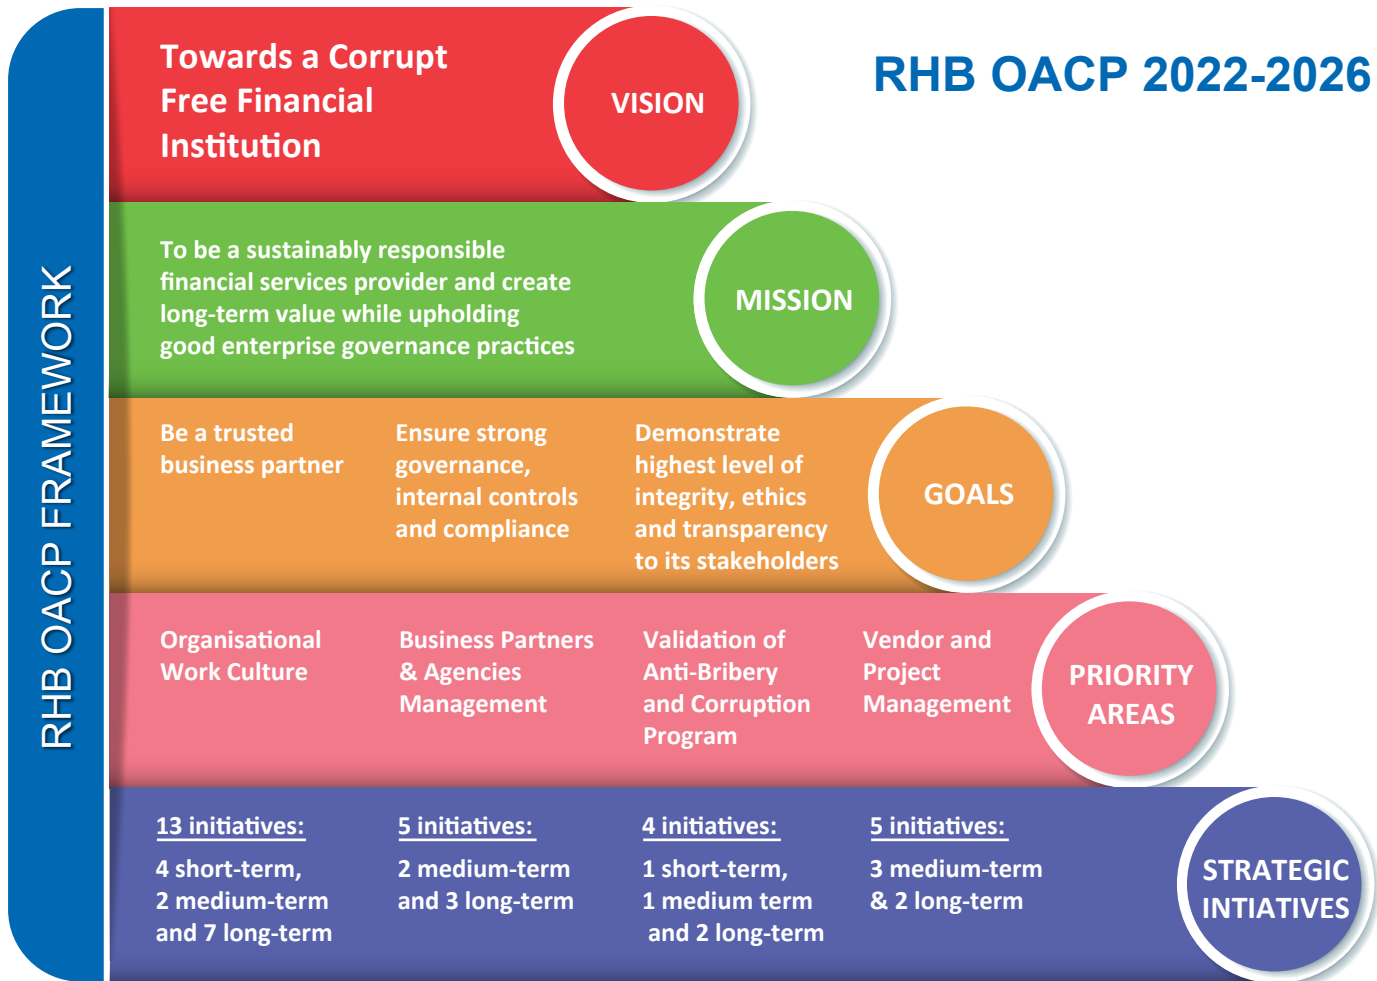 RHB OACP 2022-2026
RHB OACP FRAMEWORK
Towards a Corrupt
Free Financial
Institution
VISION
To be a sustainably responsible
financial services provider and create
long-term value while upholding
good enterprise governance practices
MISSION
Be a trusted
business partner
Ensure strong
governance,
internal controls
and compliance
Demonstrate
highest level of
integrity, ethics
and transparency
to its stakeholders
GOALS
Organisational
Work Culture
Business Partners
& Agencies
Management
Validation of
Anti-Bribery
and Corruption
Program
Vendor and
Project
Management
PRIORITY
AREAS
13 initiatives:
4 short-term,
2 medium-term
and 7 long-term
5 initiatives:
2 medium-term
and 3 long-term
4 initiatives:
1 short-term,
1 medium term
and 2 long-term
5 initiatives:
3 medium-term
& 2 long-term
STRATEGIC
INTIATIVES